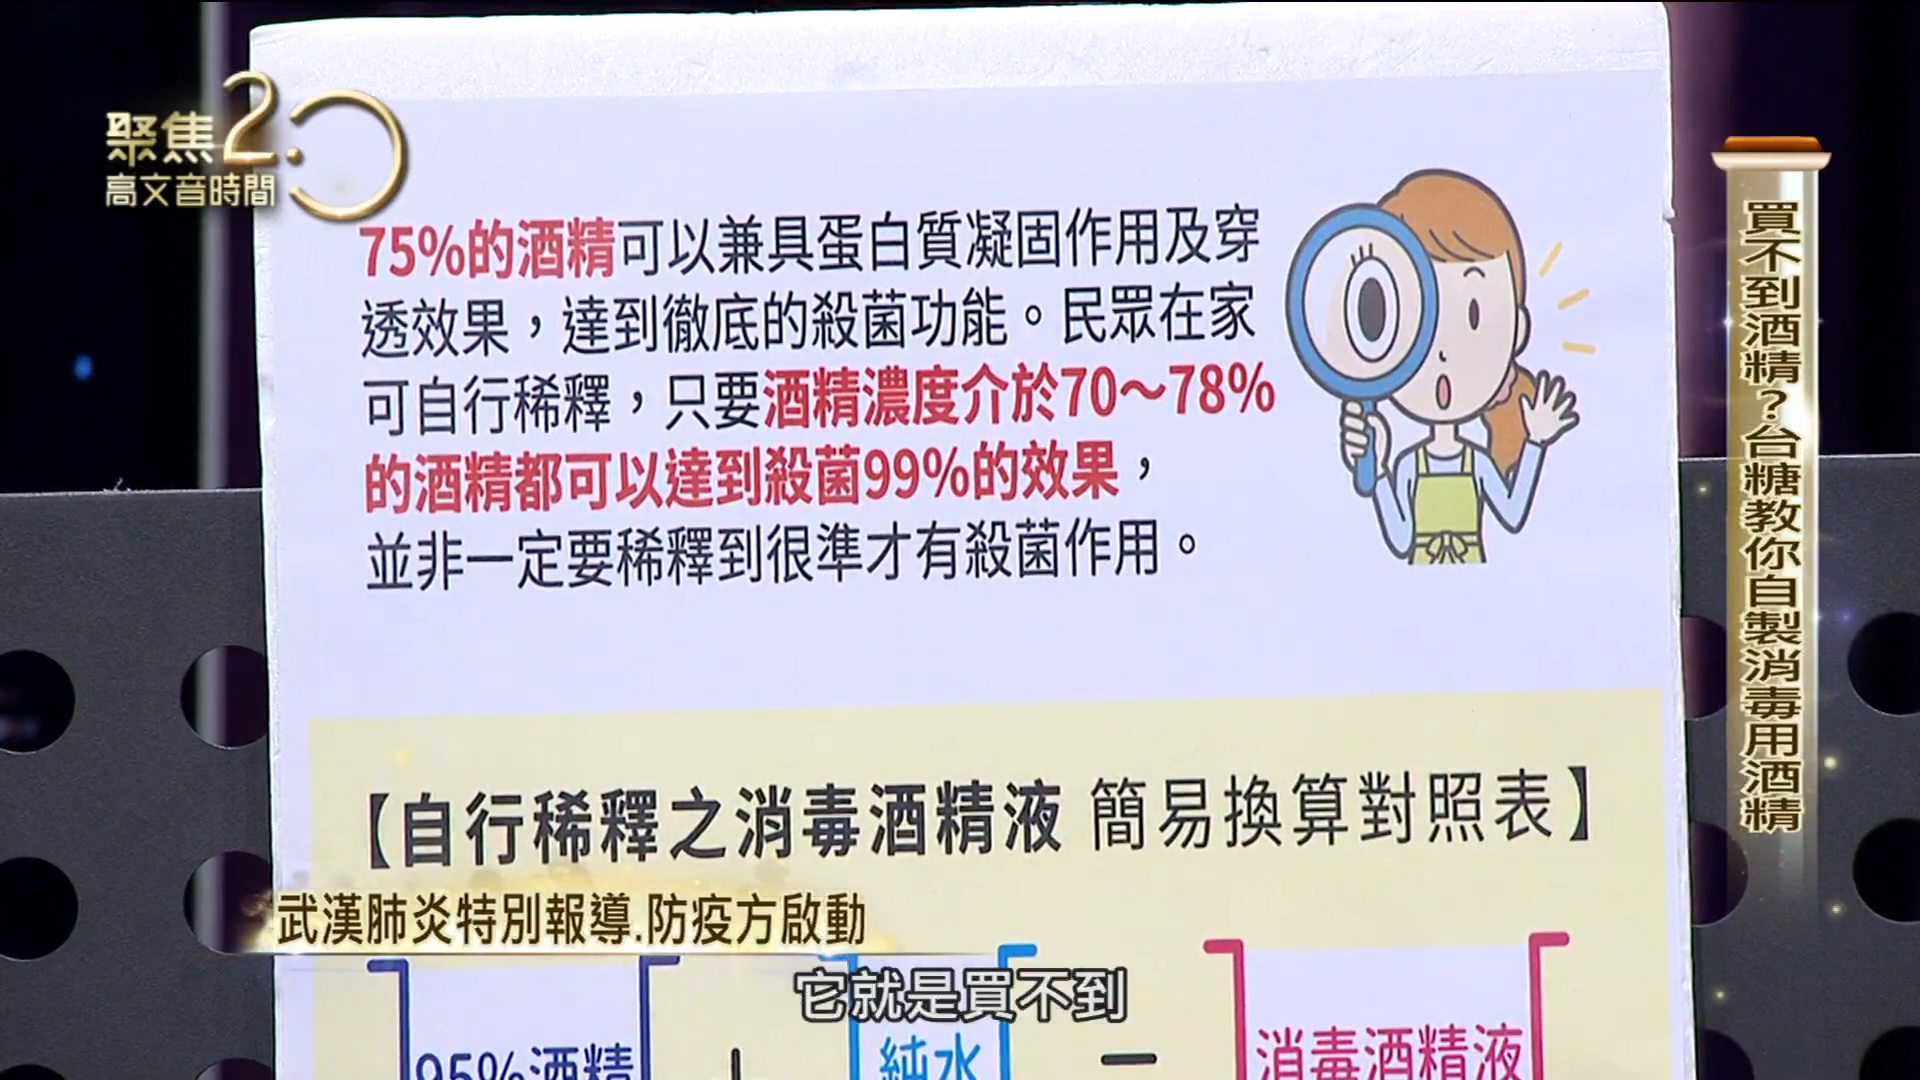 聚焦2.0
高文音時間
75%的酒精可以兼具蛋白質凝固作用及穿
透效果，達到徹底的殺菌功能。民眾在家
可自行稀釋，只要酒精濃度介於70～78%
的酒精都可以達到殺菌99%的效果，
並非一定要稀釋到很準才有殺菌作用。
買不到酒精？台糖教你自製消毒用酒精
【自行稀釋之消毒酒精液 簡易換算對照表】
武漢肺炎特別報導.防疫方啟動
它就是買不到
95%酒精 + 純水 = 消毒酒精液